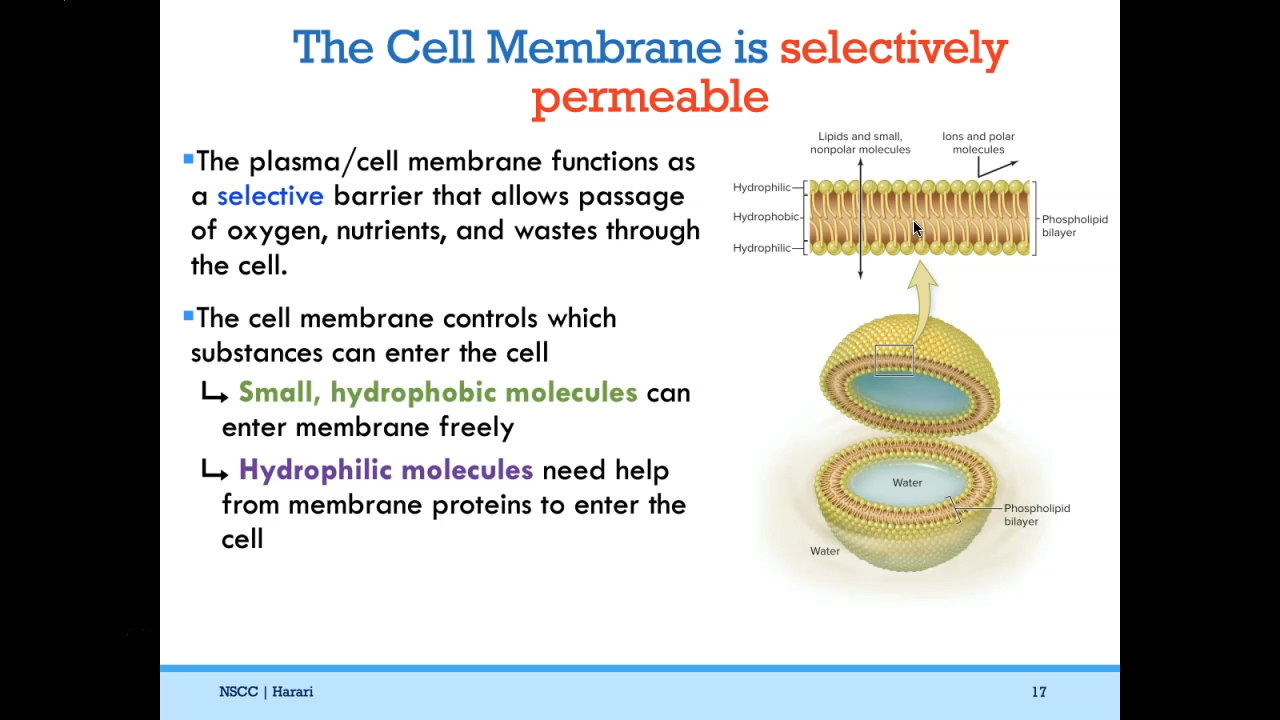 The Cell Membrane is selectively
permeable
The plasma/cell membrane functions as
a selective barrier that allows passage
of oxygen, nutrients, and wastes through
the cell.
The cell membrane controls which
substances can enter the cell
Small, hydrophobic molecules can
enter membrane freely
Hydrophilic molecules need help
from membrane proteins to enter the
cell
Lipids and small,
nonpolar molecules
Ions and polar
molecules
Hydrophilic
Hydrophobic
Hydrophilic
Phospholipid
bilayer
Water
Phospholipid
bilayer
Water
NSCC | Harari
17